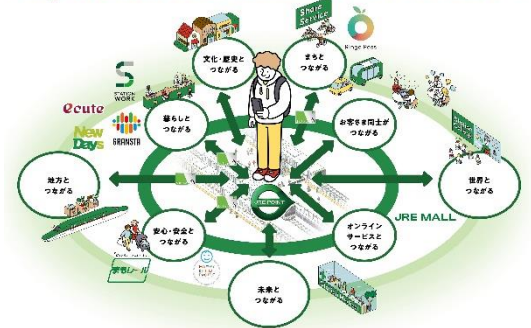 Share
Service
Ringo Pass
文化・歴史と
つながる
まちと
つながる
STATION
WORK
ecute
New
Days
GRANSTA
暮らしと
つながる
お客さま同士が
つながる
地方と
つながる
世界と
つながる
JRE POINT
JRE MALL
安心・安全と
つながる
オンライン
サービスと
つながる
まもレール
未来と
つながる